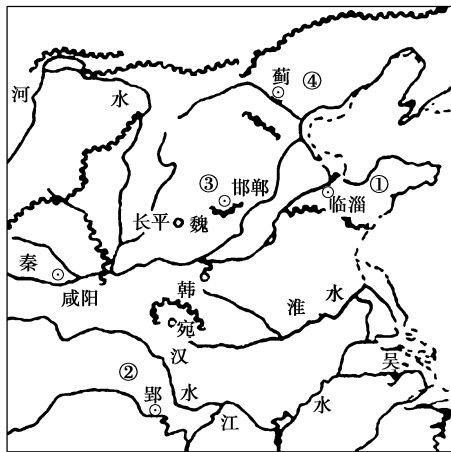 蓟 ④
河 水
③ 邯郸 ①
临淄
长平 魏
秦
咸阳 韩
淮 水
宛
汉
② 吴
郢 水 水
江